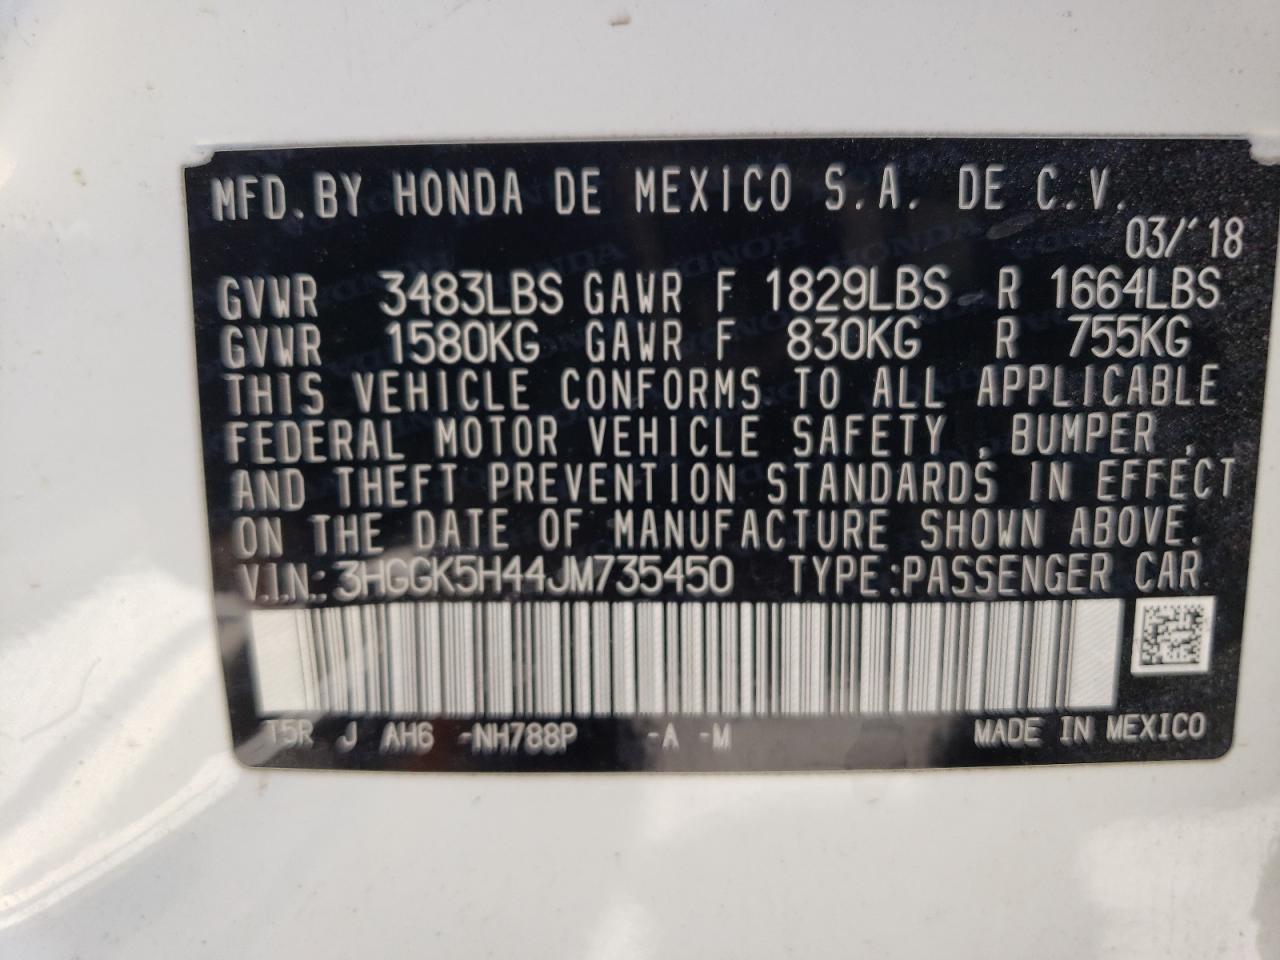 MFD. BY HONDA DE MEXICO S.A. DE C.V.
03/'18
GVWR 3483LBS GAWR F 1829LBS R 1664LBS
GVWR 1580KG GAWR F 830KG R 755KG
THIS VEHICLE CONFORMS TO ALL APPLICABLE
FEDERAL MOTOR VEHICLE SAFETY , BUMPER ,
AND THEFT PREVENTION STANDARDS IN EFFECT
ON THE DATE OF MANUFACTURE SHOWN ABOVE.
V.I.N.: 3HGGK5H44JM735450 TYPE:PASSENGER CAR
T5R J AH6 -NH788P -A -M MADE IN MEXICO